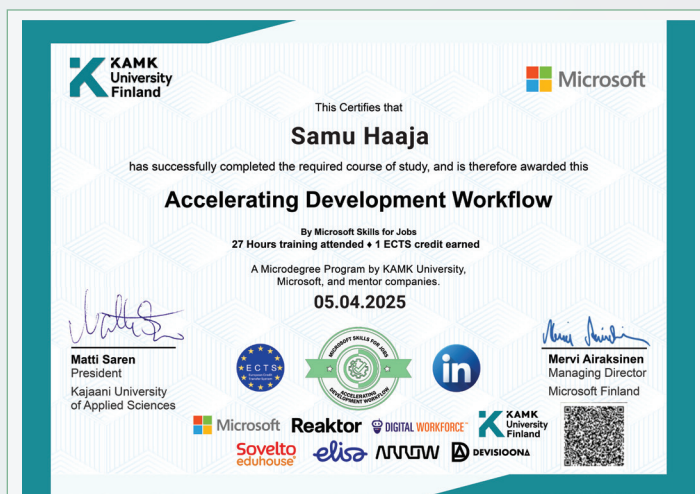 KAMK
University
Finland
Microsoft
This Certifies that
Samu Haaja
has successfully completed the required course of study, and is therefore awarded this
Accelerating Development Workflow
By Microsoft Skills for Jobs
27 Hours training attended ♦ 1 ECTS credit earned
A Microdegree Program by KAMK University,
Microsoft, and mentor companies.
05.04.2025
Matti Saren
President
Kajaani University
of Applied Sciences
ECTS
MICROSOFT SKILLS FOR JOBS
ACCELERATING
DEVELOPMENT WORKFLOW
in
Mervi Airaksinen
Managing Director
Microsoft Finland
Microsoft
Reaktor
DIGITAL WORKFORCE
KAMK
University
Finland
Sovelto
eduhouse
elisa
ARROW
DEVISIOONA